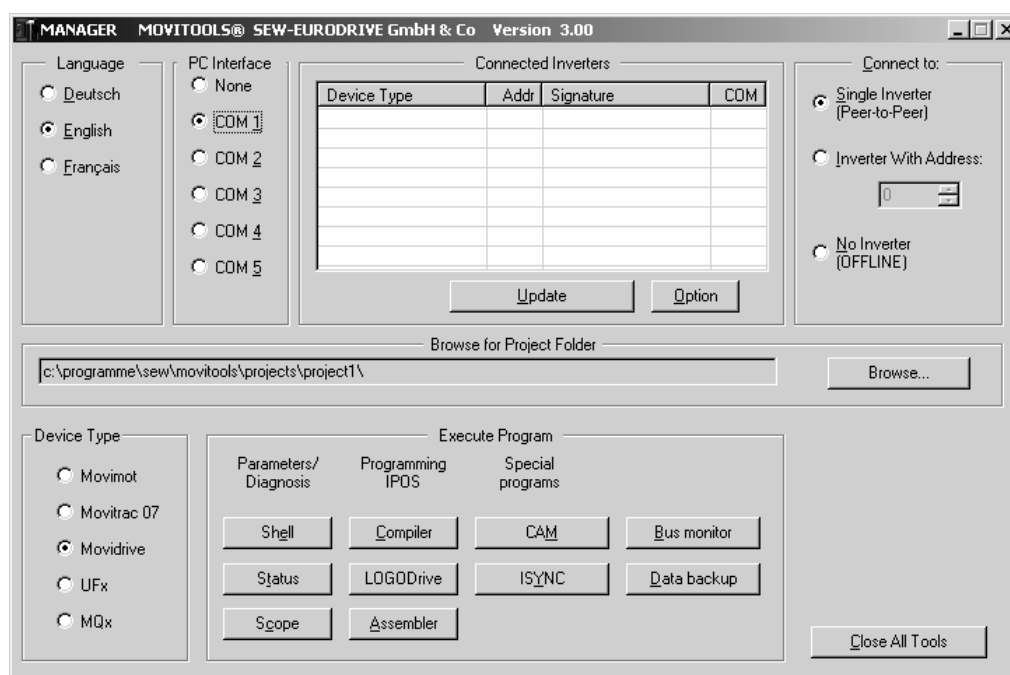 MANAGER MOVITOOLS® SEW-EURODRIVE GmbH & Co Version 3.00
Language
Deutsch
English
Français
PC Interface
None
COM 1
COM 2
COM 3
COM 4
COM 5
Connected Inverters
Device Type Addr Signature COM
Update Option
Connect to:
Single Inverter
(Peer-to-Peer)
Inverter With Address:
0
No Inverter
(OFFLINE)
Browse for Project Folder
c:\programme\sew\movitools\projects\project1\
Browse...
Device Type
Movimot
Movitrac 07
Movidrive
UFx
MQx
Execute Program
Parameters/
Diagnosis
Shell
Status
Scope
Programming
IPOS
Compiler
LOGODrive
Assembler
Special
programs
CAM
ISYNC
Bus monitor
Data backup
Close All Tools